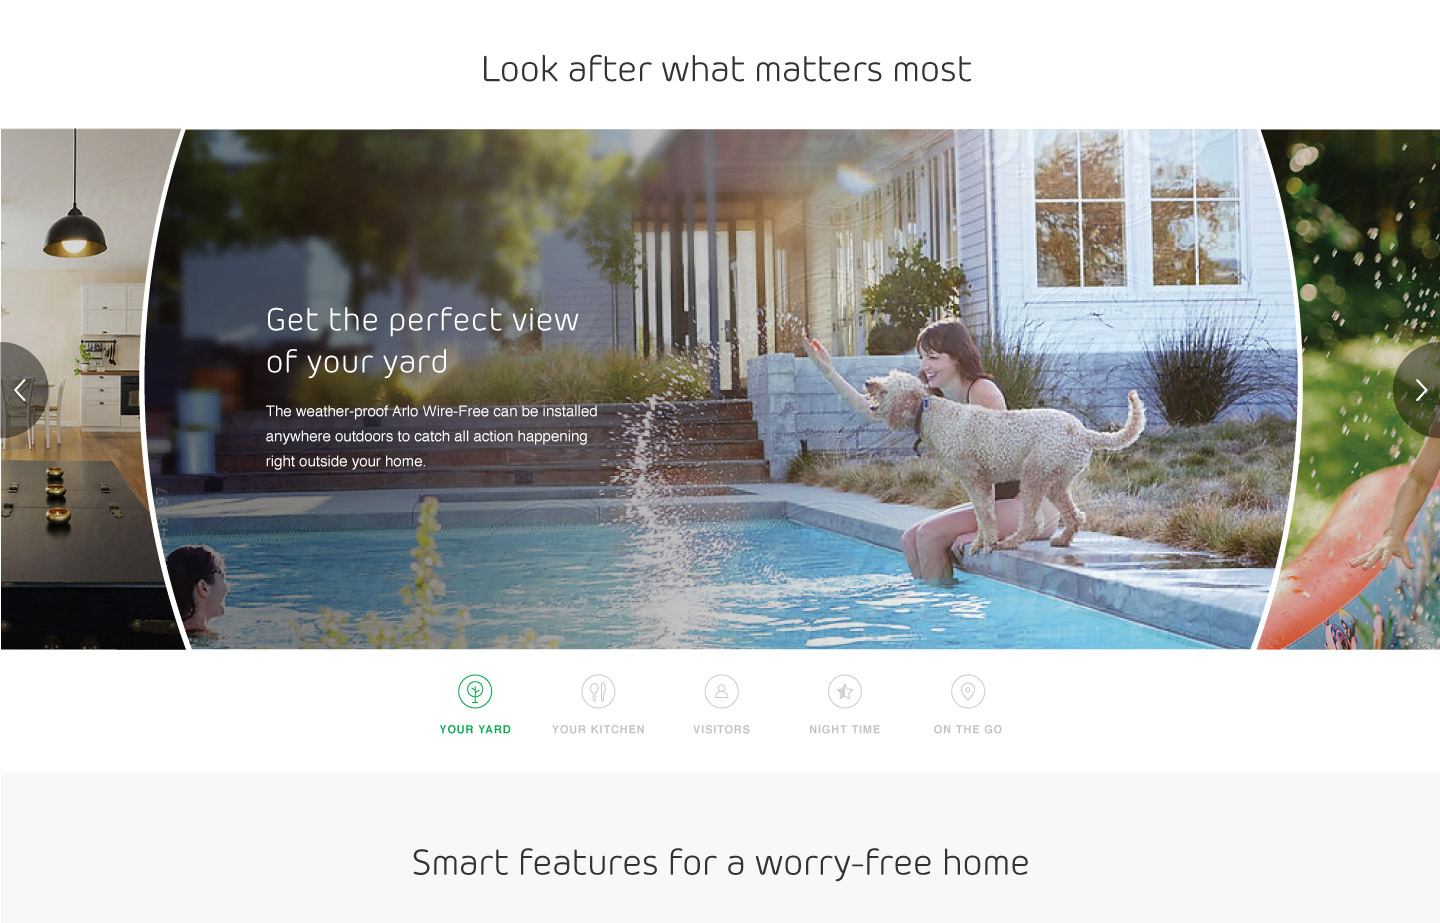 Look after what matters most
Get the perfect view
of your yard
The weather-proof Arlo Wire-Free can be installed
anywhere outdoors to catch all action happening
right outside your home.
YOUR YARD
YOUR KITCHEN
VISITORS
NIGHT TIME
ON THE GO
Smart features for a worry-free home